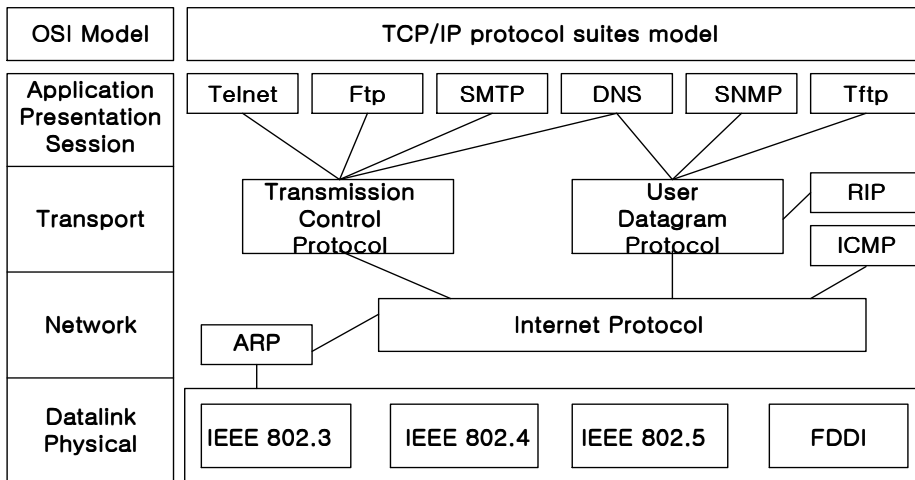 OSI Model
TCP/IP protocol suites model
Application
Presentation
Session
Telnet
Ftp
SMTP
DNS
SNMP
Tftp
Transport
Transmission
Control
Protocol
User
Datagram
Protocol
RIP
ICMP
Network
Internet Protocol
ARP
Datalink
Physical
IEEE 802.3
IEEE 802.4
IEEE 802.5
FDDI